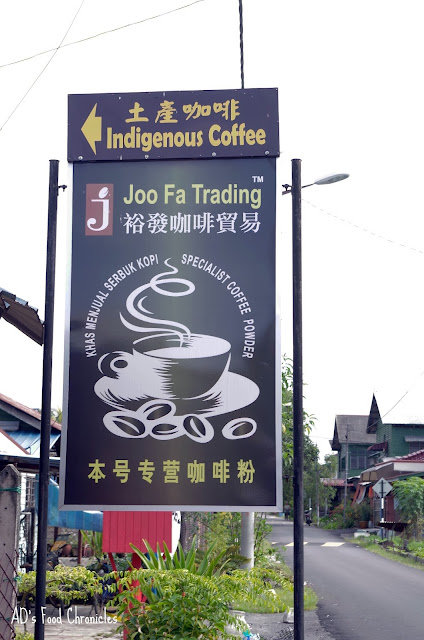 土產咖啡
Indigenous Coffee
j Joo Fa Trading ™
裕發咖啡貿易
KHAS MENJUAL SERBUK KOPI
SPECIALIST COFFEE POWDER
本号专营咖啡粉
AD's Food Chronicles